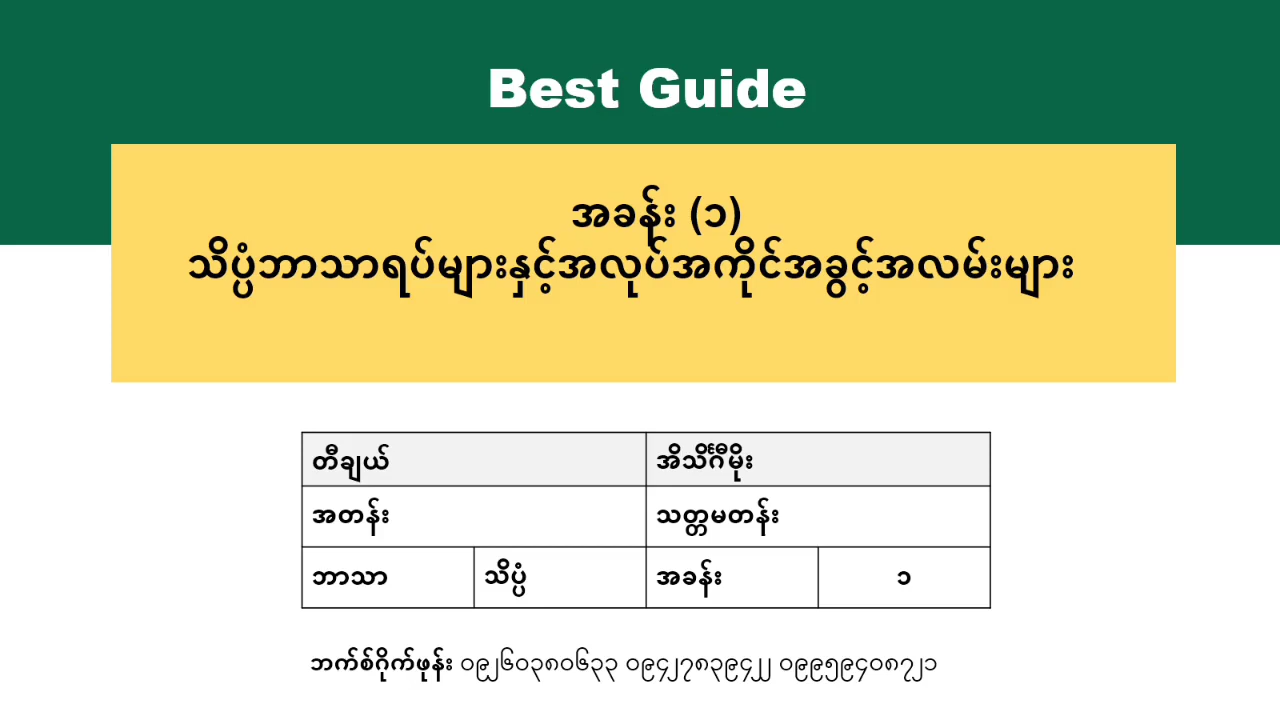 Best Guide
အခန်း (၁)
သိပ္ပံဘာသာရပ်များနှင့်အလုပ်အကိုင်အခွင့်အလမ်းများ
တီချယ် အိသိင်္ဂီမိုး
အတန်း သတ္တမတန်း
ဘာသာ သိပ္ပံ အခန်း ၁
ဘက်စ်ဂိုက်ဖုန်း ၀၉၂၆၀၃၈၀၆၃၃ ၀၉၄၂၇၈၃၉၄၂၂ ၀၉၉၅၉၄၀၈၇၂၁